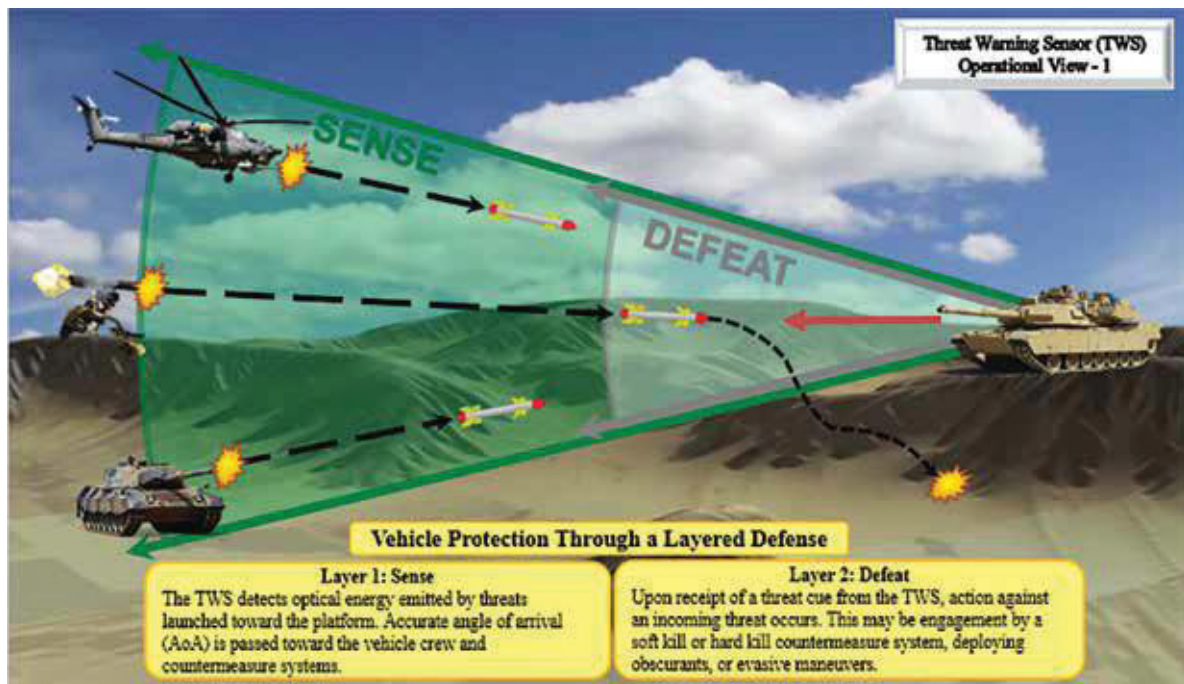 Threat Warning Sensor (TWS)
Operational View - 1
SENSE
DEFEAT
Vehicle Protection Through a Layered Defense
Layer 1: Sense
The TWS detects optical energy emitted by threats
launched toward the platform. Accurate angle of arrival
(AoA) is passed toward the vehicle crew and
countermeasure systems.
Layer 2: Defeat
Upon receipt of a threat cue from the TWS, action against
an incoming threat occurs. This may be engagement by a
soft kill or hard kill countermeasure system, deploying
obscurants, or evasive maneuvers.